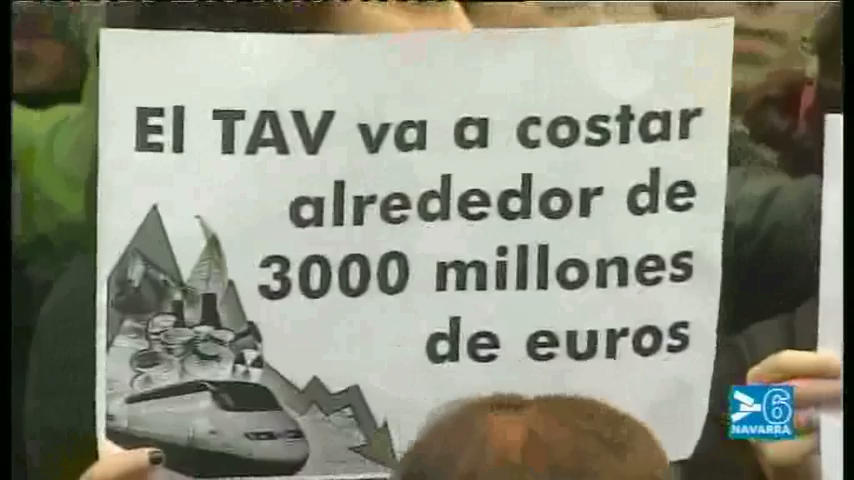 El TAV va a costar
alrededor de
3000 millones
de euros
6
NAVARRA